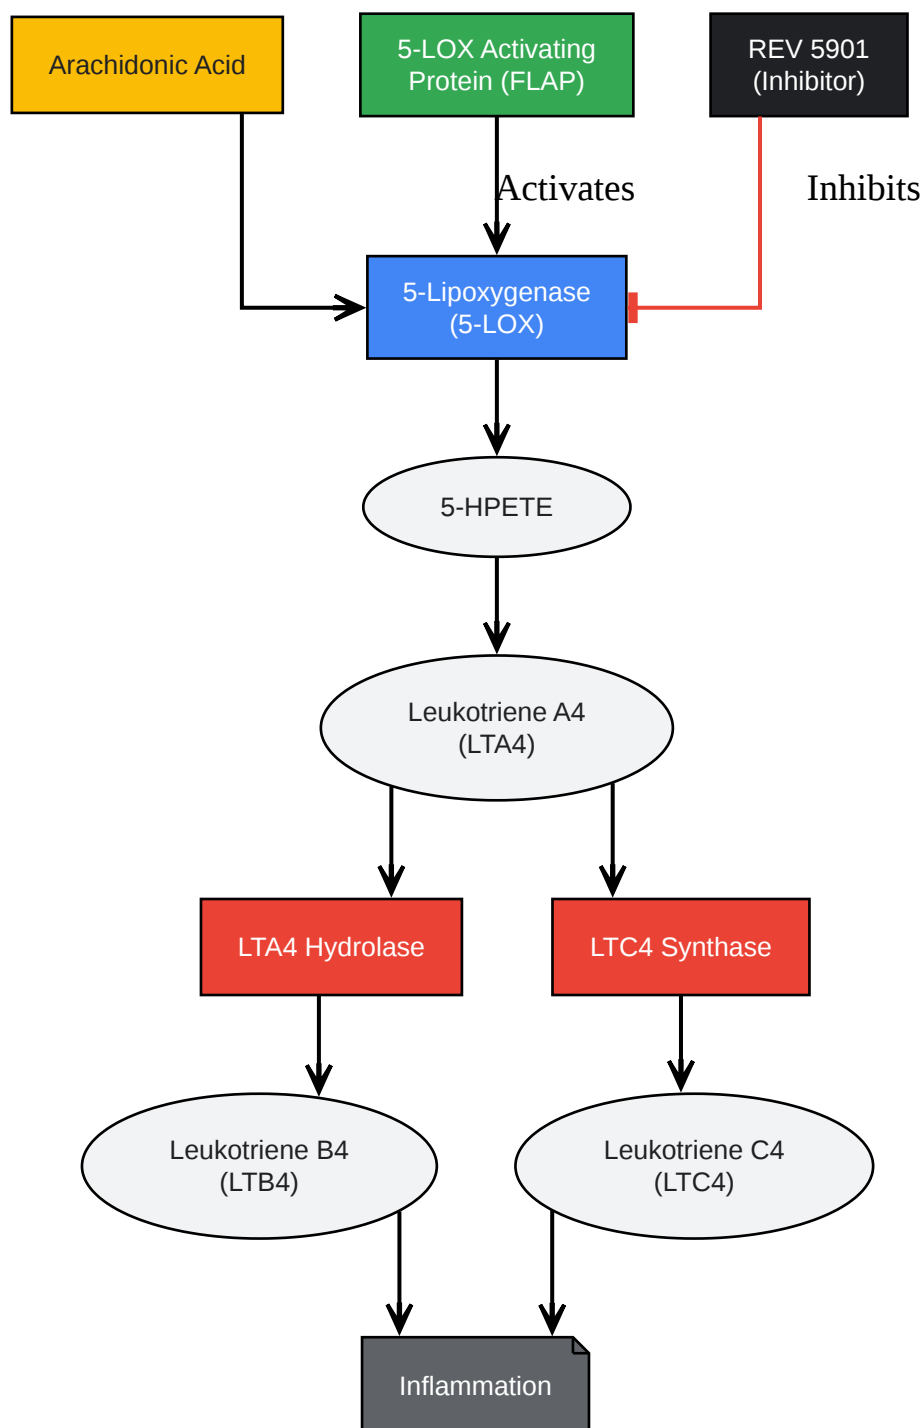 Arachidonic Acid
5-LOX Activating
Protein (FLAP)
REV 5901
(Inhibitor)
Activates
Inhibits
5-Lipoxygenase
(5-LOX)
5-HPETE
Leukotriene A4
(LTA4)
LTA4 Hydrolase
LTC4 Synthase
Leukotriene B4
(LTB4)
Leukotriene C4
(LTC4)
Inflammation